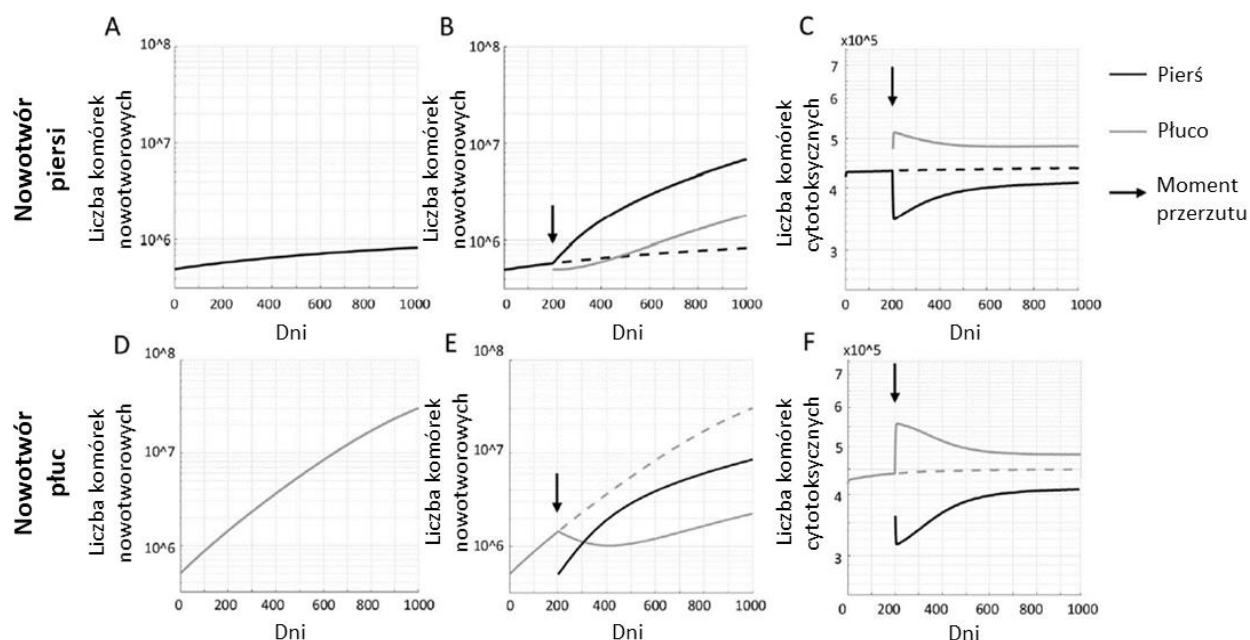 Nowotwór
piersi
A
Liczba komórek
nowotworowych
10^8
10^7
10^6
0 200 400 600 800 1000
Dni
B
Liczba komórek
nowotworowych
10^8
10^7
10^6
0 200 400 600 800 1000
Dni
C
x10^5
Liczba komórek
cytotoksycznych
7
6
5
4
3
0 200 400 600 800 1000
Dni
Pierś
Płuco
Moment
przerzutu
Nowotwór
płuc
D
Liczba komórek
nowotworowych
10^8
10^7
10^6
0 200 400 600 800 1000
Dni
E
Liczba komórek
nowotworowych
10^8
10^7
10^6
0 200 400 600 800 1000
Dni
F
x10^5
Liczba komórek
cytotoksycznych
7
6
5
4
3
0 200 400 600 800 1000
Dni